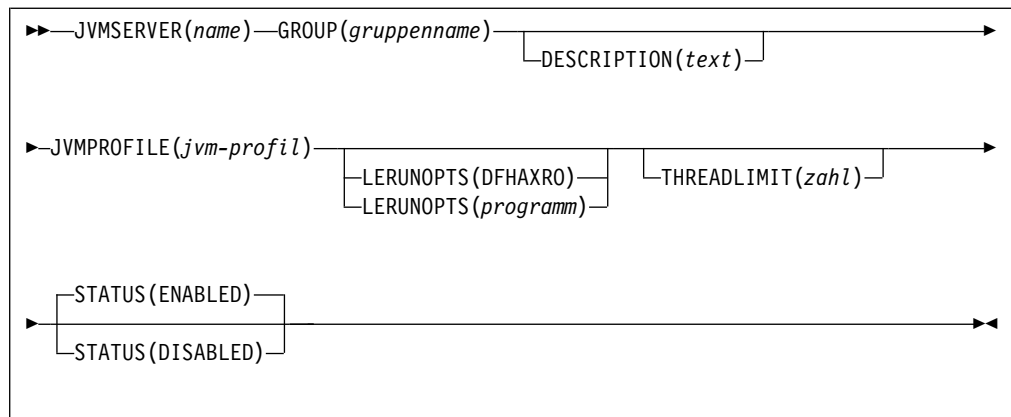 JVMSERVER(name) GROUP(gruppenname)
DESCRIPTION(text)
JVMPROFILE(jvm-profil)
LERUNOPTS(DFHAXRO) THREADLIMIT(zahl)
LERUNOPTS(programm)
STATUS(ENABLED)
STATUS(DISABLED)